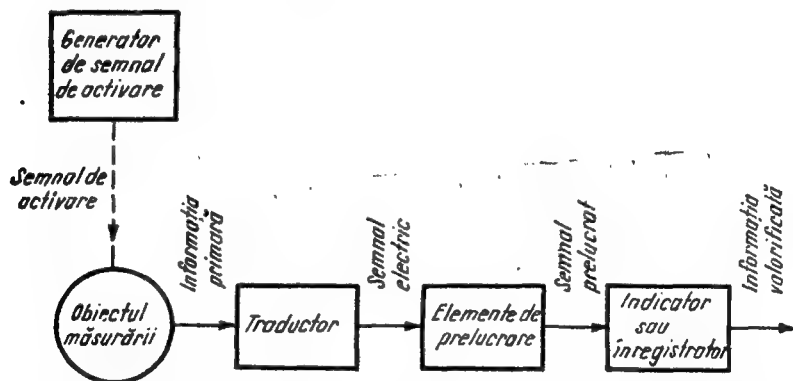 Generator
de semnal
de activare
Semnal de
activare
Informația
primară
Semnal
electric
Semnal
prelucrat
Informația
valorificală
Obiectul
măsurării
Traductor
Elemente de
prelucrare
Indicator
sau
înregistrator